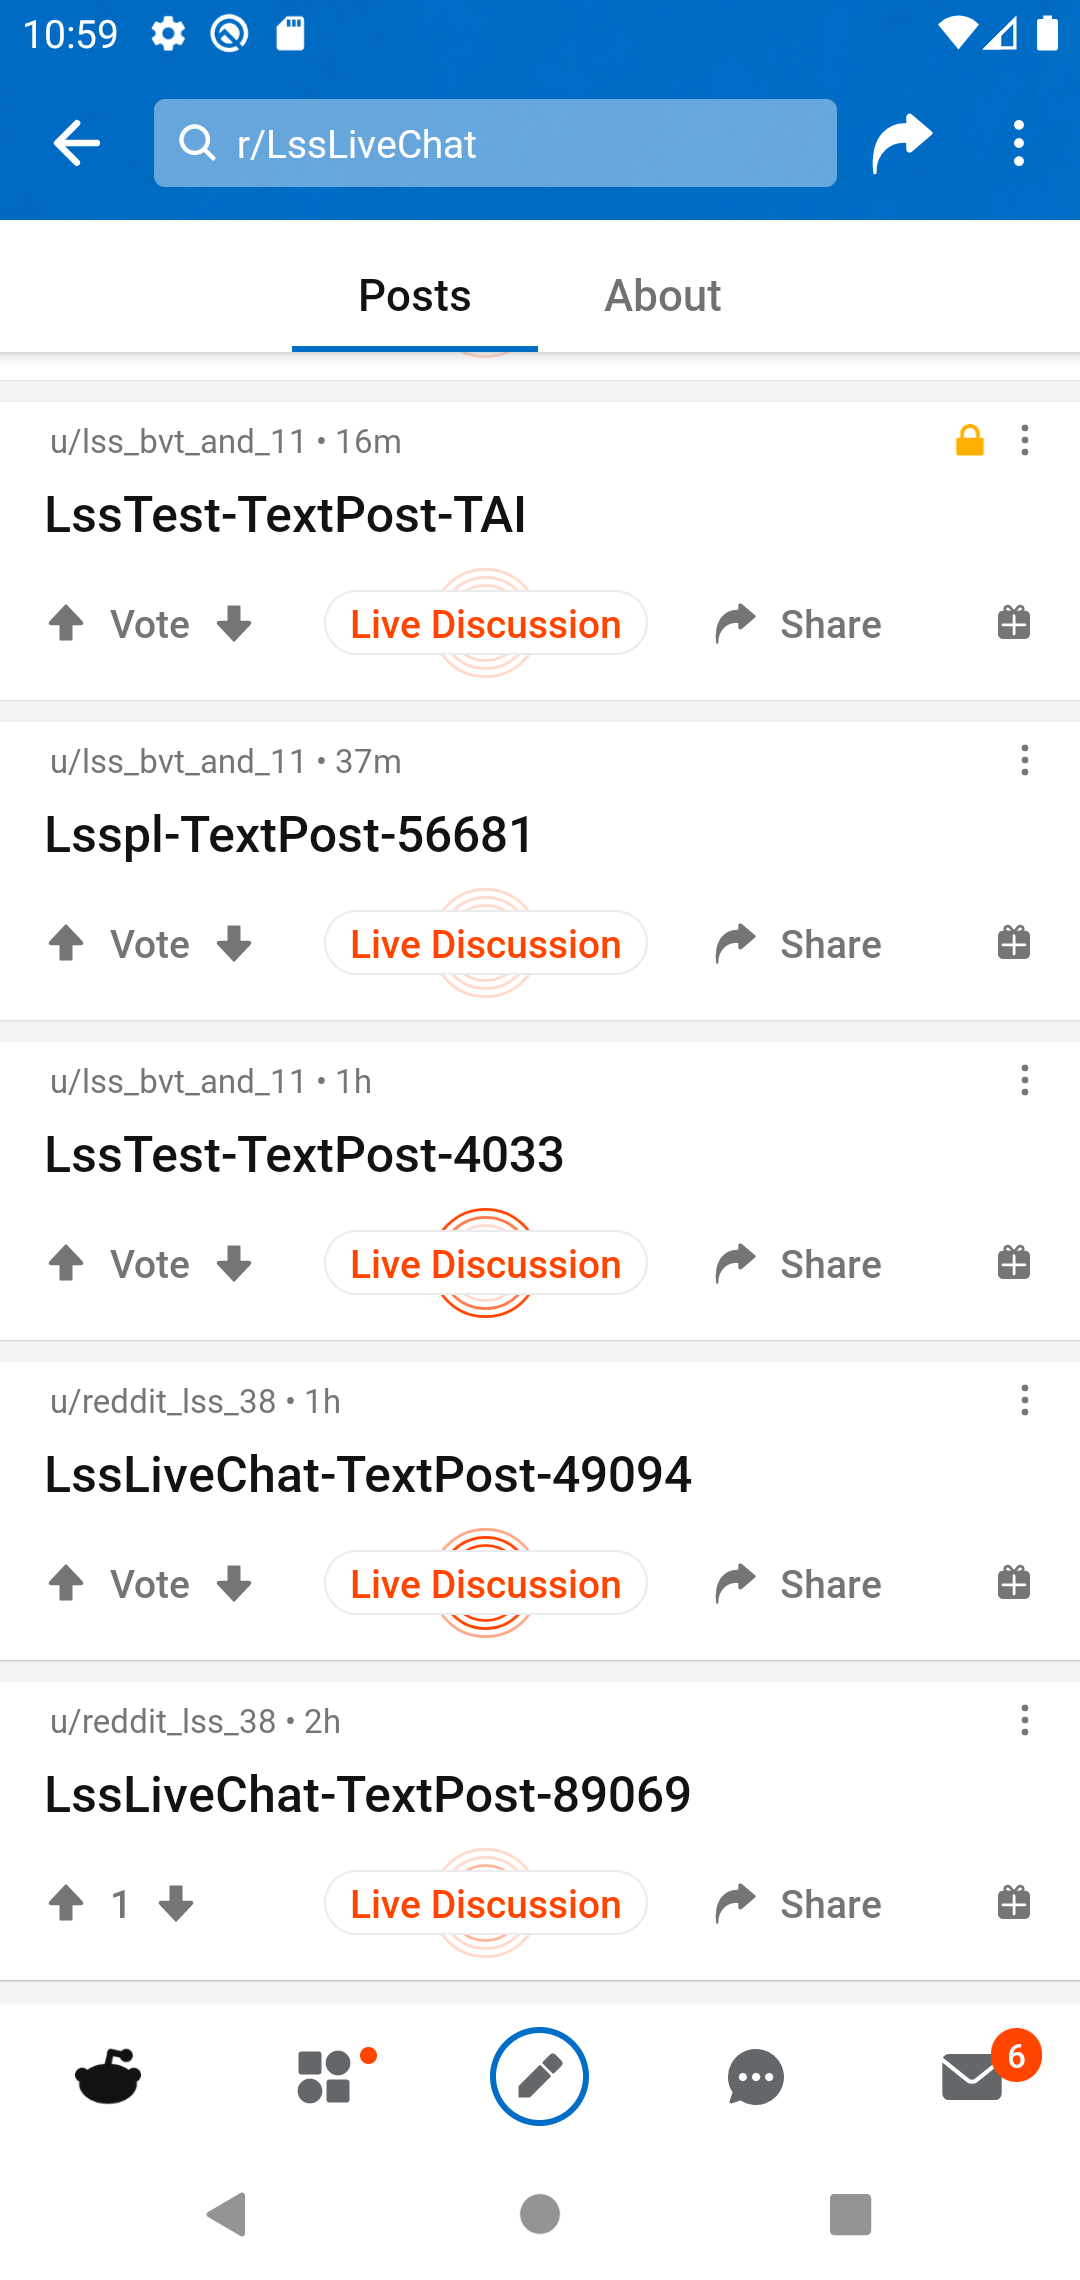 10:59
r/LssLiveChat
Posts About
u/lss_bvt_and_11 • 16m
LssTest-TextPost-TAI
Vote Live Discussion Share
u/lss_bvt_and_11 • 37m
Lsspl-TextPost-56681
Vote Live Discussion Share
u/lss_bvt_and_11 • 1h
LssTest-TextPost-4033
Vote Live Discussion Share
u/reddit_lss_38 • 1h
LssLiveChat-TextPost-49094
Vote Live Discussion Share
u/reddit_lss_38 • 2h
LssLiveChat-TextPost-89069
1 Live Discussion Share
6